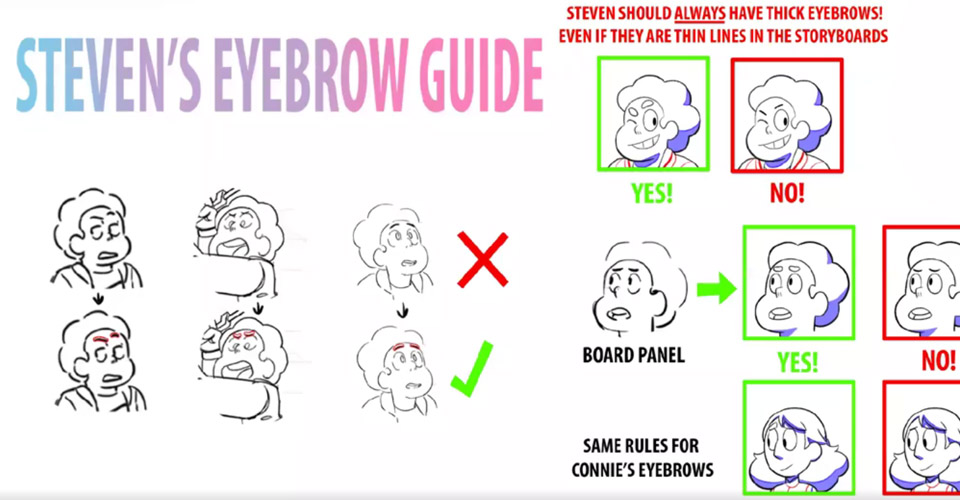 STEVEN'S EYEBROW GUIDE
STEVEN SHOULD ALWAYS HAVE THICK EYEBROWS!
EVEN IF THEY ARE THIN LINES IN THE STORYBOARDS
YES!
NO!
BOARD PANEL
YES!
NO!
SAME RULES FOR
CONNIE'S EYEBROWS